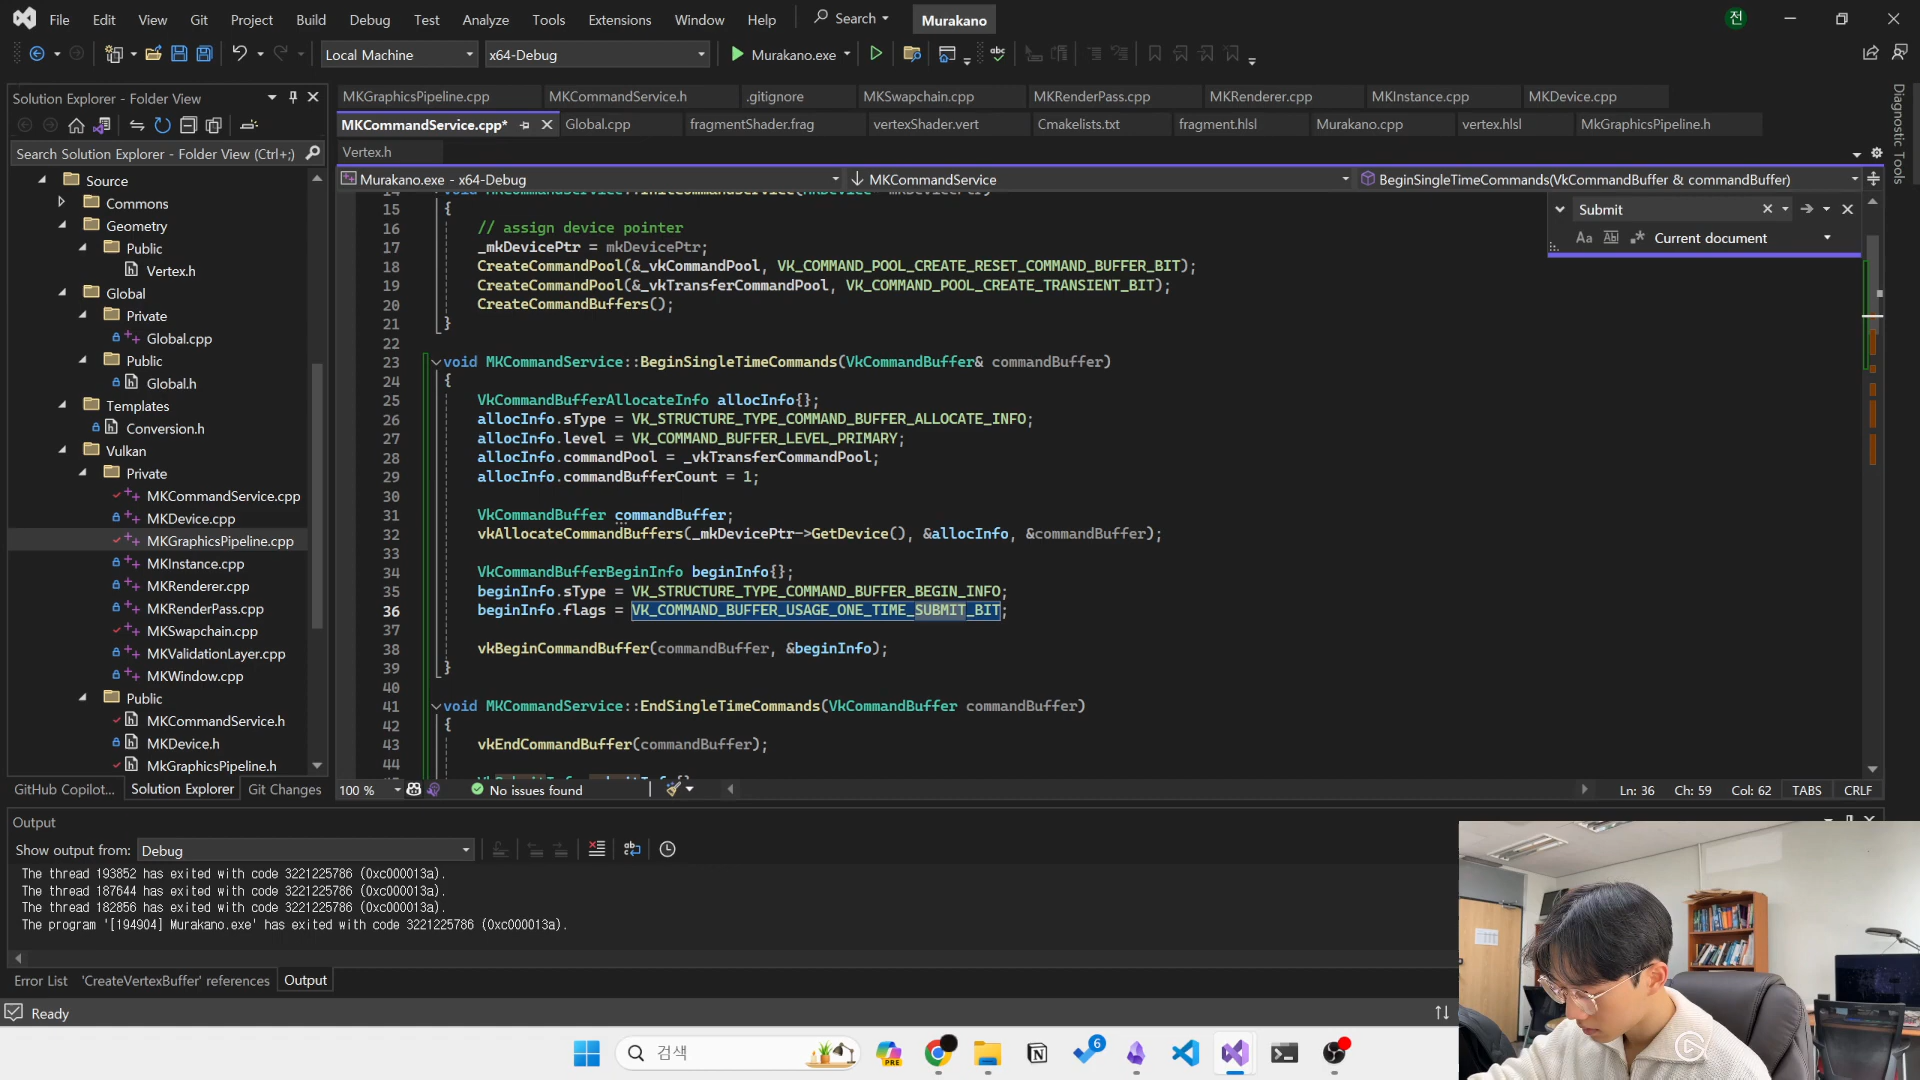 File Edit View Git Project Build Debug Test Analyze Tools Extensions Window Help Search Murakano 전
Local Machine x64-Debug Murakano.exe
Solution Explorer - Folder View
Search Solution Explorer - Folder View (Ctrl+;)
Source
Commons
Geometry
Public
Vertex.h
Global
Private
Global.cpp
Public
Global.h
Templates
Conversion.h
Vulkan
Private
MKCommandService.cpp
MKDevice.cpp
MKGraphicsPipeline.cpp
MKInstance.cpp
MKRenderer.cpp
MKRenderPass.cpp
MKSwapchain.cpp
MKValidationLayer.cpp
MKWindow.cpp
Public
MKCommandService.h
MKDevice.h
MkGraphicsPipeline.h
GitHub Copilot... Solution Explorer Git Changes
MKGraphicsPipeline.cpp MKCommandService.h .gitignore MKSwapchain.cpp MKRenderPass.cpp MKRenderer.cpp MKInstance.cpp MKDevice.cpp
MKCommandService.cpp* Global.cpp fragmentShader.frag vertexShader.vert Cmakelists.txt fragment.hlsl Murakano.cpp vertex.hlsl MkGraphicsPipeline.h
Vertex.h
Murakano.exe - x64-Debug MKCommandService BeginSingleTimeCommands(VkCommandBuffer & commandBuffer)
Submit
Aa Ab Current document
Diagnostic Tools
15 {
16 // assign device pointer
17 _mkDevicePtr = mkDevicePtr;
18 CreateCommandPool(&_vkCommandPool, VK_COMMAND_POOL_CREATE_RESET_COMMAND_BUFFER_BIT);
19 CreateCommandPool(&_vkTransferCommandPool, VK_COMMAND_POOL_CREATE_TRANSIENT_BIT);
20 CreateCommandBuffers();
21 }
22
23 void MKCommandService::BeginSingleTimeCommands(VkCommandBuffer& commandBuffer)
24 {
25 VkCommandBufferAllocateInfo allocInfo{};
26 allocInfo.sType = VK_STRUCTURE_TYPE_COMMAND_BUFFER_ALLOCATE_INFO;
27 allocInfo.level = VK_COMMAND_BUFFER_LEVEL_PRIMARY;
28 allocInfo.commandPool = _vkTransferCommandPool;
29 allocInfo.commandBufferCount = 1;
30
31 VkCommandBuffer commandBuffer;
32 vkAllocateCommandBuffers(_mkDevicePtr->GetDevice(), &allocInfo, &commandBuffer);
33
34 VkCommandBufferBeginInfo beginInfo{};
35 beginInfo.sType = VK_STRUCTURE_TYPE_COMMAND_BUFFER_BEGIN_INFO;
36 beginInfo.flags = VK_COMMAND_BUFFER_USAGE_ONE_TIME_SUBMIT_BIT;
37
38 vkBeginCommandBuffer(commandBuffer, &beginInfo);
39 }
40
41 void MKCommandService::EndSingleTimeCommands(VkCommandBuffer commandBuffer)
42 {
43 vkEndCommandBuffer(commandBuffer);
44
100 % No issues found Ln: 36 Ch: 59 Col: 62 TABS CRLF
Output
Show output from: Debug
The thread 193852 has exited with code 3221225786 (0xc000013a).
The thread 187644 has exited with code 3221225786 (0xc000013a).
The thread 182856 has exited with code 3221225786 (0xc000013a).
The program '[194904] Murakano.exe' has exited with code 3221225786 (0xc000013a).
Error List 'CreateVertexBuffer' references Output
Ready
검색
PRE
6